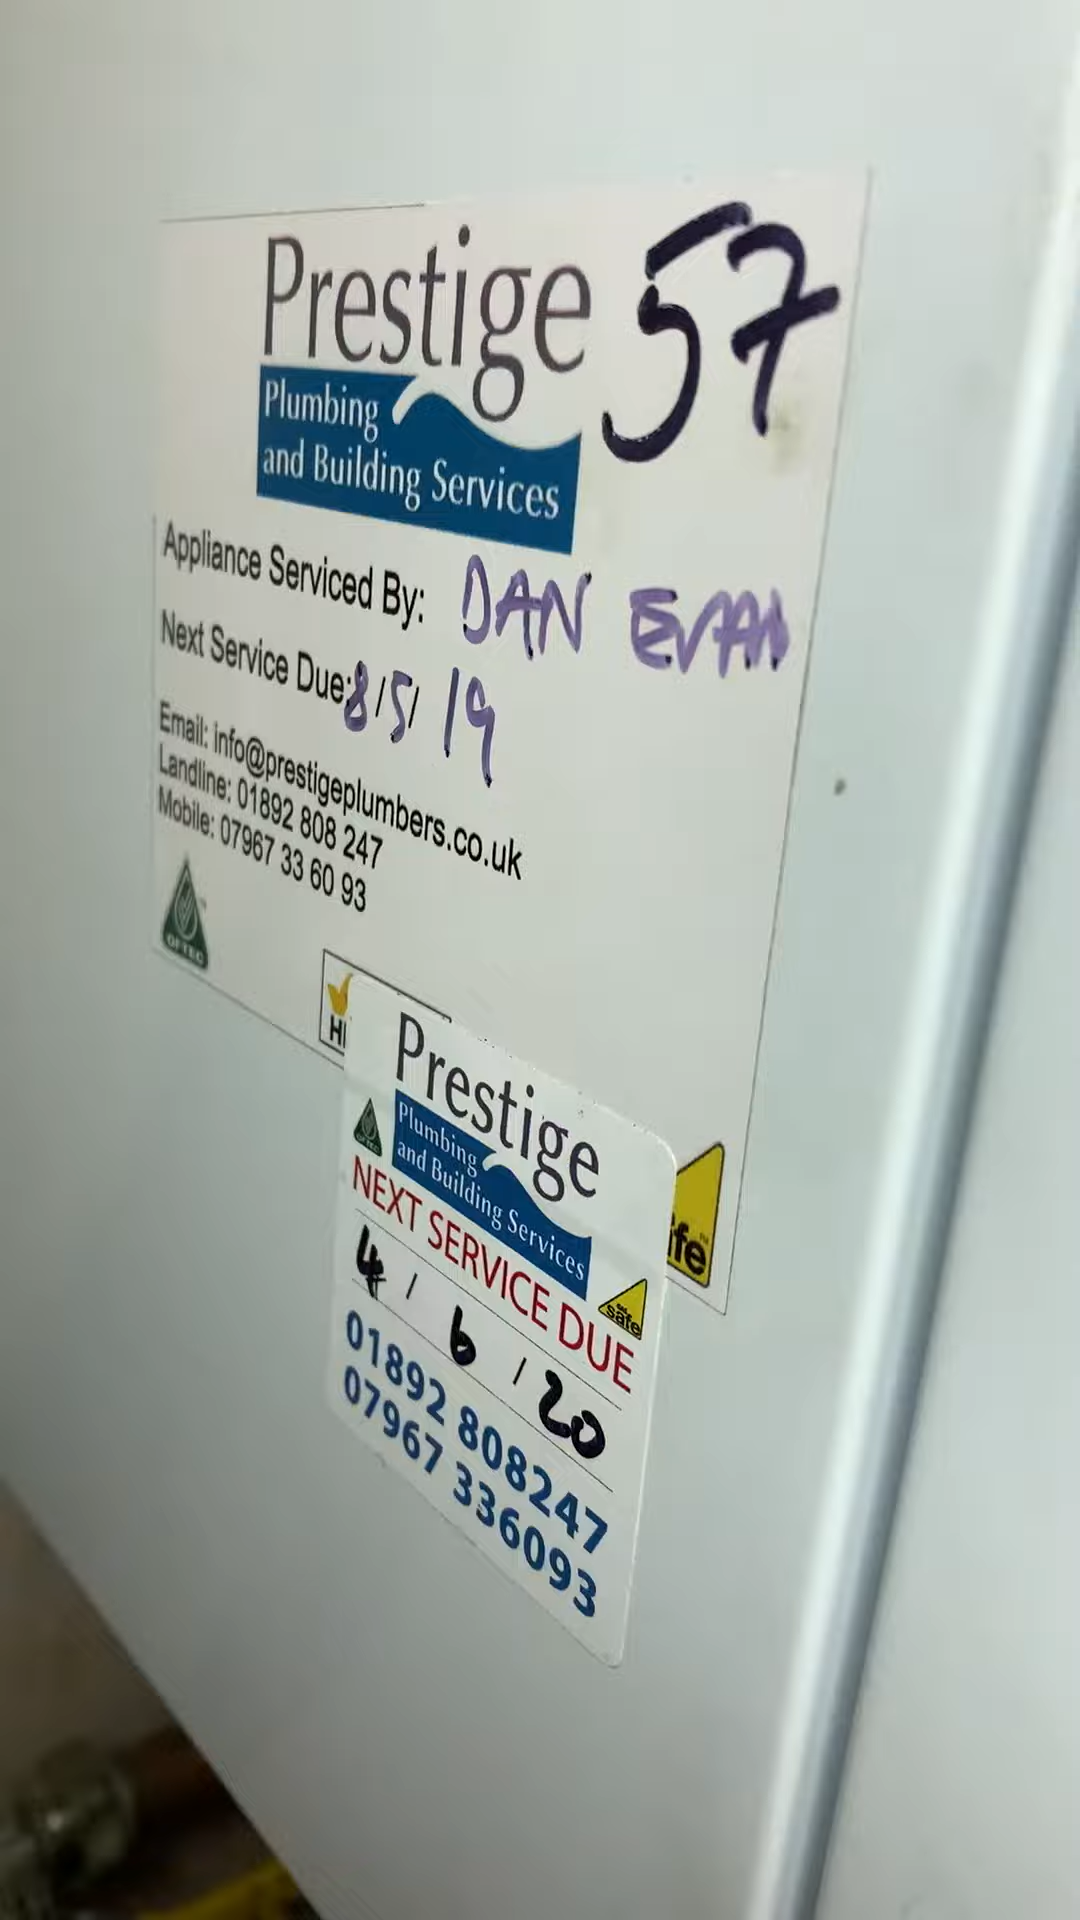 Prestige 57
Plumbing
and Building Services
Appliance Serviced By: DAN EVAN
Next Service Due: 8/5/19
Email: info@prestigeplumbers.co.uk
Landline: 01892 808 247
Mobile: 07967 33 60 93
OFTEC
Prestige
Plumbing
and Building Services
NEXT SERVICE DUE
safe
4 / 6 / 20
01892 808247
07967 336093